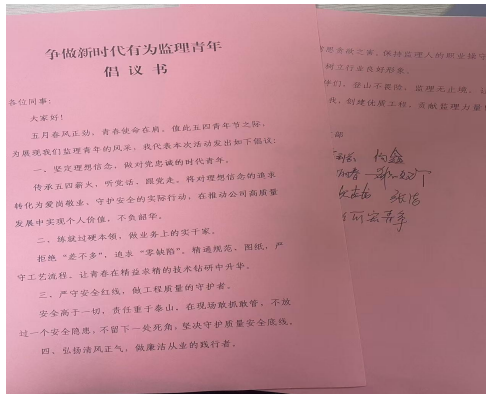 争做新时代有为监理青年
倡议书
各位同事：
大家好！
五月春风正劲，青春使命在肩。值此五四青年节之际，
为展现我们监理青年的风采、我代表本次活动发出如下倡议：
一、坚定理想信念，做对党忠诚的时代青年。
传承五四薪火，听党话、跟党走。将对理想信念的追求
转化为爱岗敬业、守护安全的实际行动，在推动公司高质量
发展中实现个人价值，不负韶华。
二、练就过硬本领，做业务上的实干家。
拒绝“差不多”，追求“零缺陷”。精通规范、图纸，严
守工艺流程，让青春在精益求精的技术钻研中升华。
三、严守安全红线，做工程质量的守护者。
安全高于一切，责任重于泰山。在现场敢抓敢管，不放
过一个安全隐患，不留下一处死角，坚决守护质量安全底线。
四、弘扬清风正气，做廉洁从业的践行者。
保持监理人的职业操守
树立行业良好形象。
登山不畏险，监理无止境。让
我，创建优质工程，贡献监理力量